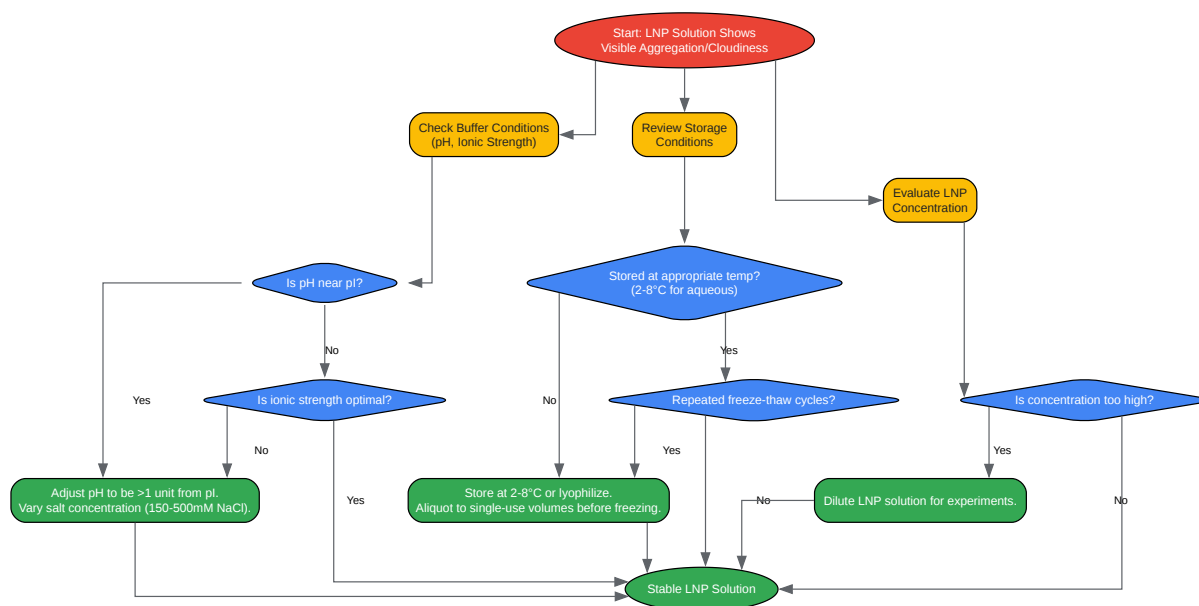 Start: LNP Solution Shows
Visible Aggregation/Cloudiness
Check Buffer Conditions
(pH, Ionic Strength)
Review Storage
Conditions
Evaluate LNP
Concentration
Is pH near pI?
Stored at appropriate temp?
(2-8°C for aqueous)
No
Yes
Yes
Is ionic strength optimal?
No
Repeated freeze-thaw cycles?
Is concentration too high?
No
Yes
Yes
Adjust pH to be >1 unit from pI.
Vary salt concentration (150-500mM NaCl).
Yes
Store at 2-8°C or lyophilize.
Aliquot to single-use volumes before freezing.
No
Dilute LNP solution for experiments.
No
Stable LNP Solution